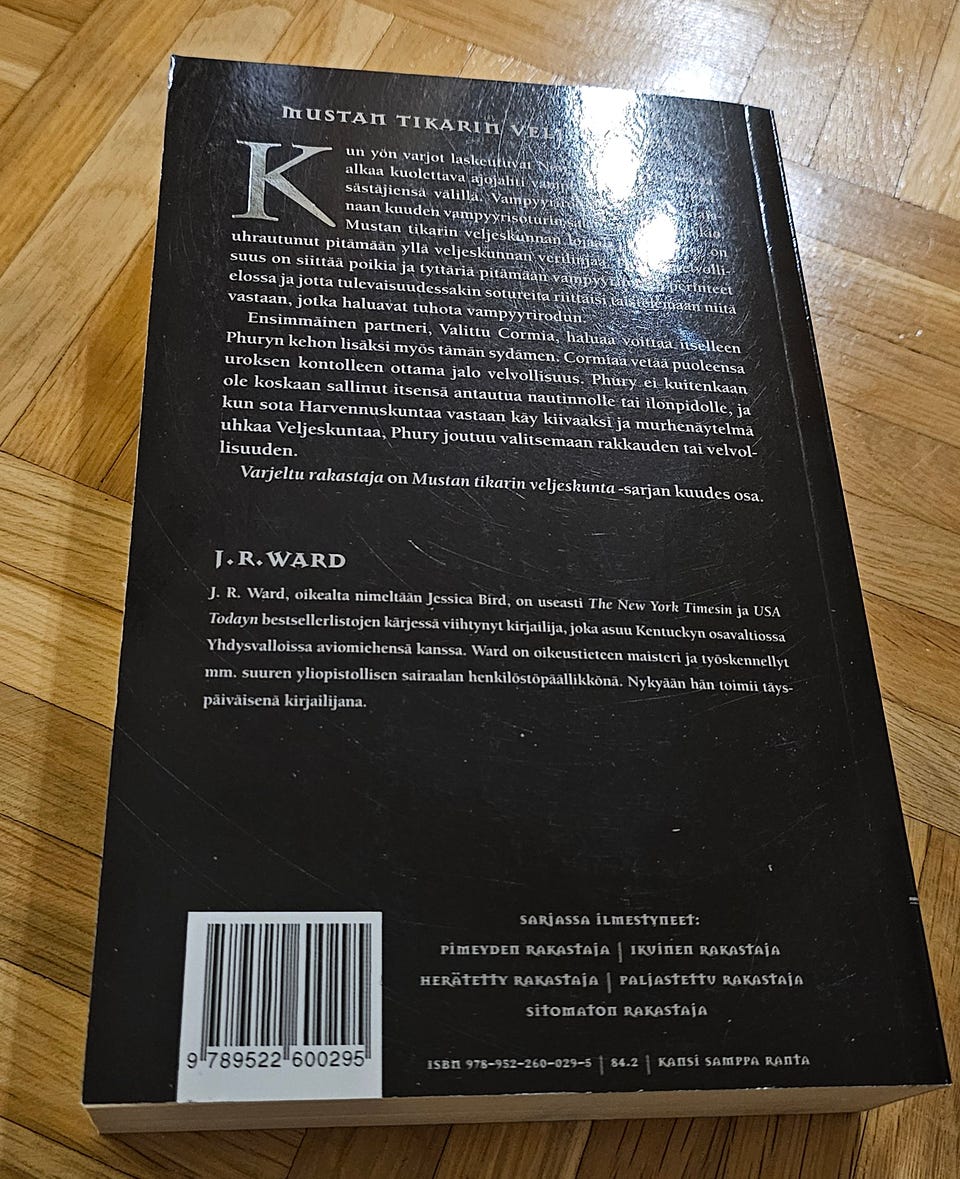 MUSTAN TIKARIN VEL
Kun yön varjot laskeutuvat
alkaa kuolettava ajojahti
sästäjiensä välillä.
naan kuuden vampyyrisoturin
Mustan tikarin veljeskunnan on
uhrautunut pitämään yllä veljeskunnan
suus on siittää poikia ja tyttäriä pitämään perinteet
elossa ja jotta tulevaisuudessakin sotureita riittäisi taistelemaan niitä
vastaan, jotka haluavat tuhota vampyyrirodun.
Ensimmäinen partneri, Valittu Cormia, haluaa voittaa itselleen
Phuryn kehon lisäksi myös tämän sydämen. Cormiaa vetää puoleensa
uroksen kontolleen ottama jalo velvollisuus. Phury ei kuitenkaan
ole koskaan sallinut itsensä antautua nautinnolle tai ilonpidolle, ja
kun sota Harvennuskuntaa vastaan käy kiivaaksi ja murhenäytelmä
uhkaa Veljeskuntaa, Phury joutuu valitsemaan rakkauden tai velvol-
lisuuden.
Varjeltu rakastaja on Mustan tikarin veljeskunta -sarjan kuudes osa.
J.R. WARD
J. R. Ward, oikealta nimeltään Jessica Bird, on useasti The New York Timesin ja USA
Todayn bestsellerlistojen kärjessä viihtynyt kirjailija, joka asuu Kentuckyn osavaltiossa
Yhdysvalloissa aviomiehensä kanssa. Ward on oikeustieteen maisteri ja työskennellyt
mm. suuren yliopistollisen sairaalan henkilöstöpäällikkönä. Nykyään hän toimii täys-
päiväisenä kirjailijana.
SARJASSA ILMESTYNEET:
PIMEYDEN RAKASTAJA | IKUINEN RAKASTAJA
HERÄTETTY RAKASTAJA | PALJASTETTU RAKASTAJA
SITOMATON RAKASTAJA
ISBN 978-952-260-029-5 | 84.2 | KANSI SAMPPA RANTA
9 789522 600295